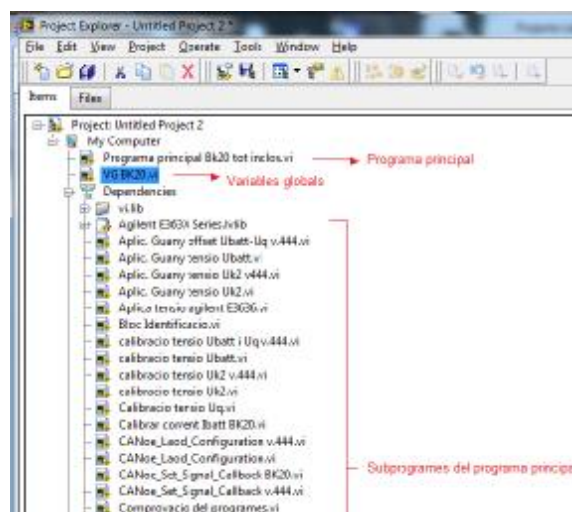 Project Explorer - Untitled Project 2 *
File Edit View Project Operate Tools Window Help
Items Files
Project: Untitled Project 2
My Computer
Programa principal Bk20 tot inclos.vi Programa principal
VG BK20.vi Variables globals
Dependencies
vi.lib
Agilent E363X Series.lvlib
Aplic. Guany offset Ubatt-Uq v.444.vi
Aplic. Guany tensio Ubatt.vi
Aplic. Guany tensio Uk2 v444.vi
Aplic. Guany tensio Uk2.vi
Aplica tensio agilent E3636.vi
Bloc Identificacio.vi
calibracio tensio Ubatt i Uq v.444.vi
calibracio tensio Ubatt.vi
calibracio tensio Uk2 v.444.vi
calibracio tensio Uk2.vi
Calibracio tensio Uq.vi
Calibrar corrent Ibatt BK20.vi
CANoe_Laod_Configuration v.444.vi
CANoe_Laod_Configuration.vi
CANoe_Set_Signal_Callback BK20.vi Subprogrames del programa principa
CANoe_Set_Signal_Callback v.444.vi
Comprovacio del programes.vi